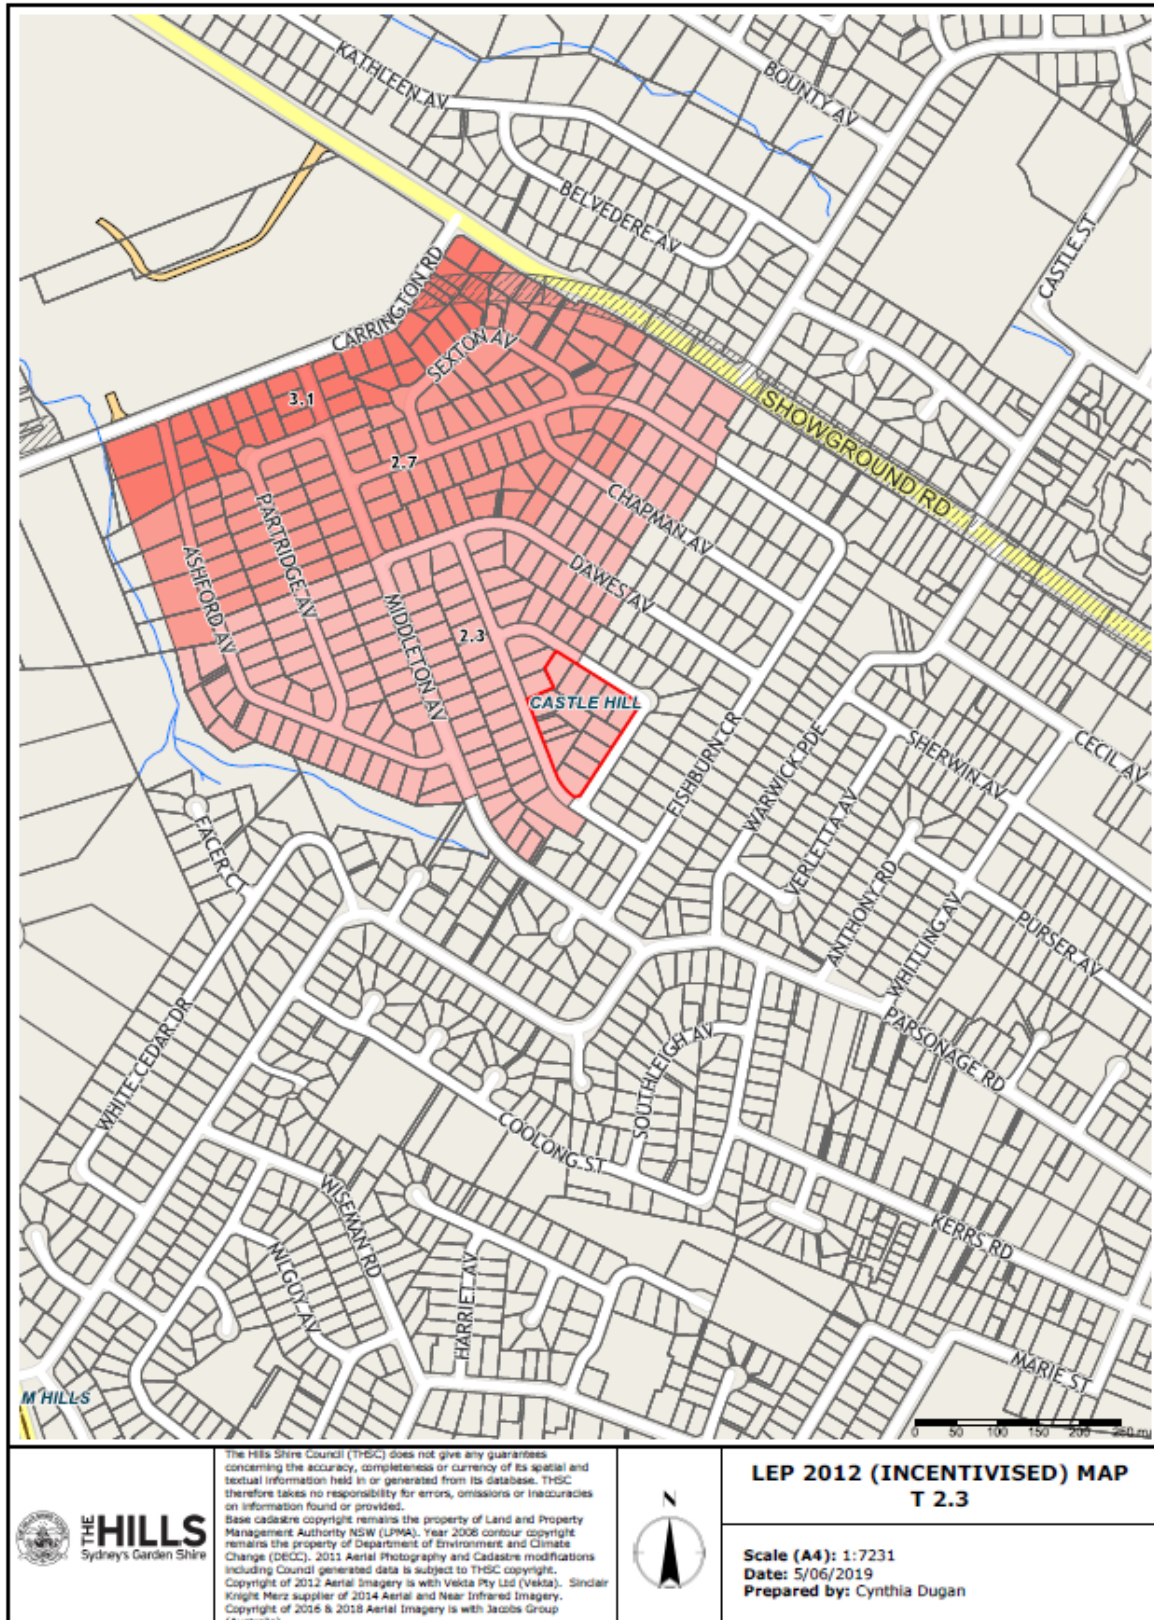 KATHLEEN AV
BOUNTY AV
BELVEDERE AV
CASTLE ST
CARRINGTON RD
SEXTON AV
3.1
SHOWGROUND RD
2.7
CHAPMAN AV
PARTRIDGE AV
DAWES AV
ASHFORD AV
MIDDLETON AV
2.3
CASTLE HILL
FISHBURN CR
WARWICK PDE
SHERWIN AV
CECIL AV
VERLETTA AV
FACER CT
ANTHONY RD
WHITING AV
PURSER AV
PARSONAGE RD
WHITE CEDAR DR
SOUTHLEIGH AV
COOLONG ST
WISEMAN RD
KERRS RD
MILGUY AV
HARRIET AV
MARIE ST
M HILLS
0 50 100 150 200 250 m
THE HILLS
Sydney's Garden Shire
The Hills Shire Council (THSC) does not give any guarantees
concerning the accuracy, completeness or currency of its spatial and
textual information held in or generated from its database. THSC
therefore takes no responsibility for errors, omissions or inaccuracies
on information found or provided.
Base cadastre copyright remains the property of Land and Property
Management Authority NSW (LPMA). Year 2008 contour copyright
remains the property of Department of Environment and Climate
Change (DECC). 2011 Aerial Photography and Cadastre modifications
including Council generated data is subject to THSC copyright.
Copyright of 2012 Aerial Imagery is with Vekta Pty Ltd (Vekta). Sinclair
Knight Merz supplier of 2014 Aerial and Near Infrared Imagery.
Copyright of 2016 & 2018 Aerial Imagery is with Jacobs Group
N
LEP 2012 (INCENTIVISED) MAP
T 2.3
Scale (A4): 1:7231
Date: 5/06/2019
Prepared by: Cynthia Dugan